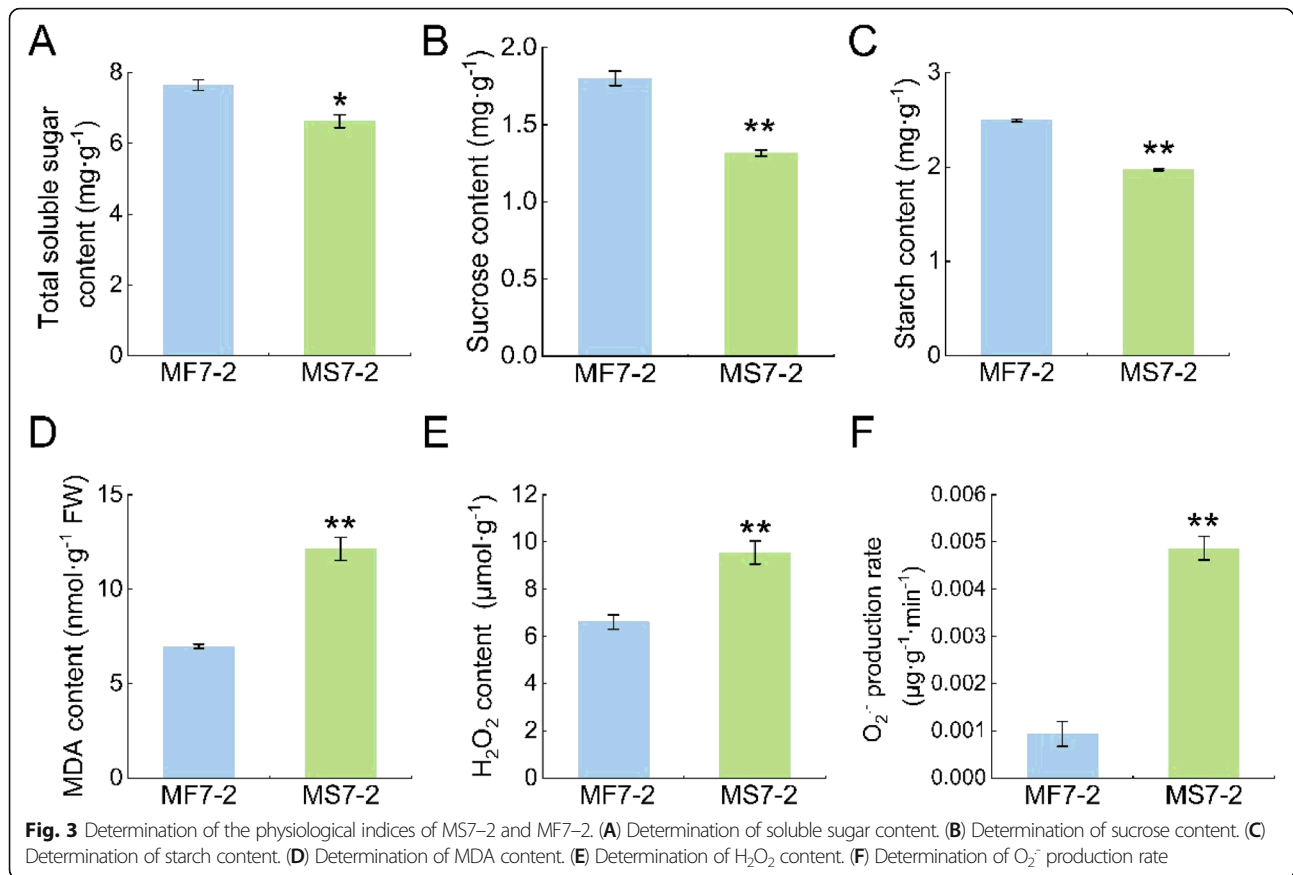 A
Total soluble sugar
content (mg·g⁻¹)
8
6
4
2
0
*
MF7-2 MS7-2
B
Sucrose content (mg·g⁻¹)
2.0
1.5
1.0
0.5
0.0
**
MF7-2 MS7-2
C
Starch content (mg·g⁻¹)
3
2
1
0
**
MF7-2 MS7-2
D
MDA content (nmol·g⁻¹ FW)
15
10
5
0
**
MF7-2 MS7-2
E
H₂O₂ content (μmol·g⁻¹)
12
10
8
6
4
2
0
**
MF7-2 MS7-2
F
O₂·⁻ production rate
(μg·g⁻¹·min⁻¹)
0.006
0.005
0.004
0.003
0.002
0.001
0.000
**
MF7-2 MS7-2
Fig. 3 Determination of the physiological indices of MS7–2 and MF7–2. (A) Determination of soluble sugar content. (B) Determination of sucrose content. (C)
Determination of starch content. (D) Determination of MDA content. (E) Determination of H₂O₂ content. (F) Determination of O₂·⁻ production rate